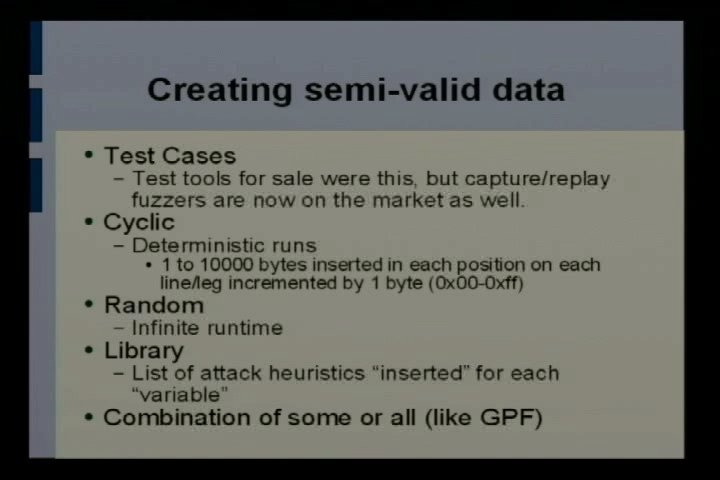 Creating semi-valid data
• Test Cases
– Test tools for sale were this, but capture/replay
fuzzers are now on the market as well.
• Cyclic
– Deterministic runs
• 1 to 10000 bytes inserted in each position on each
line/leg incremented by 1 byte (0x00-0xff)
• Random
– Infinite runtime
• Library
– List of attack heuristics “inserted” for each
“variable”
• Combination of some or all (like GPF)